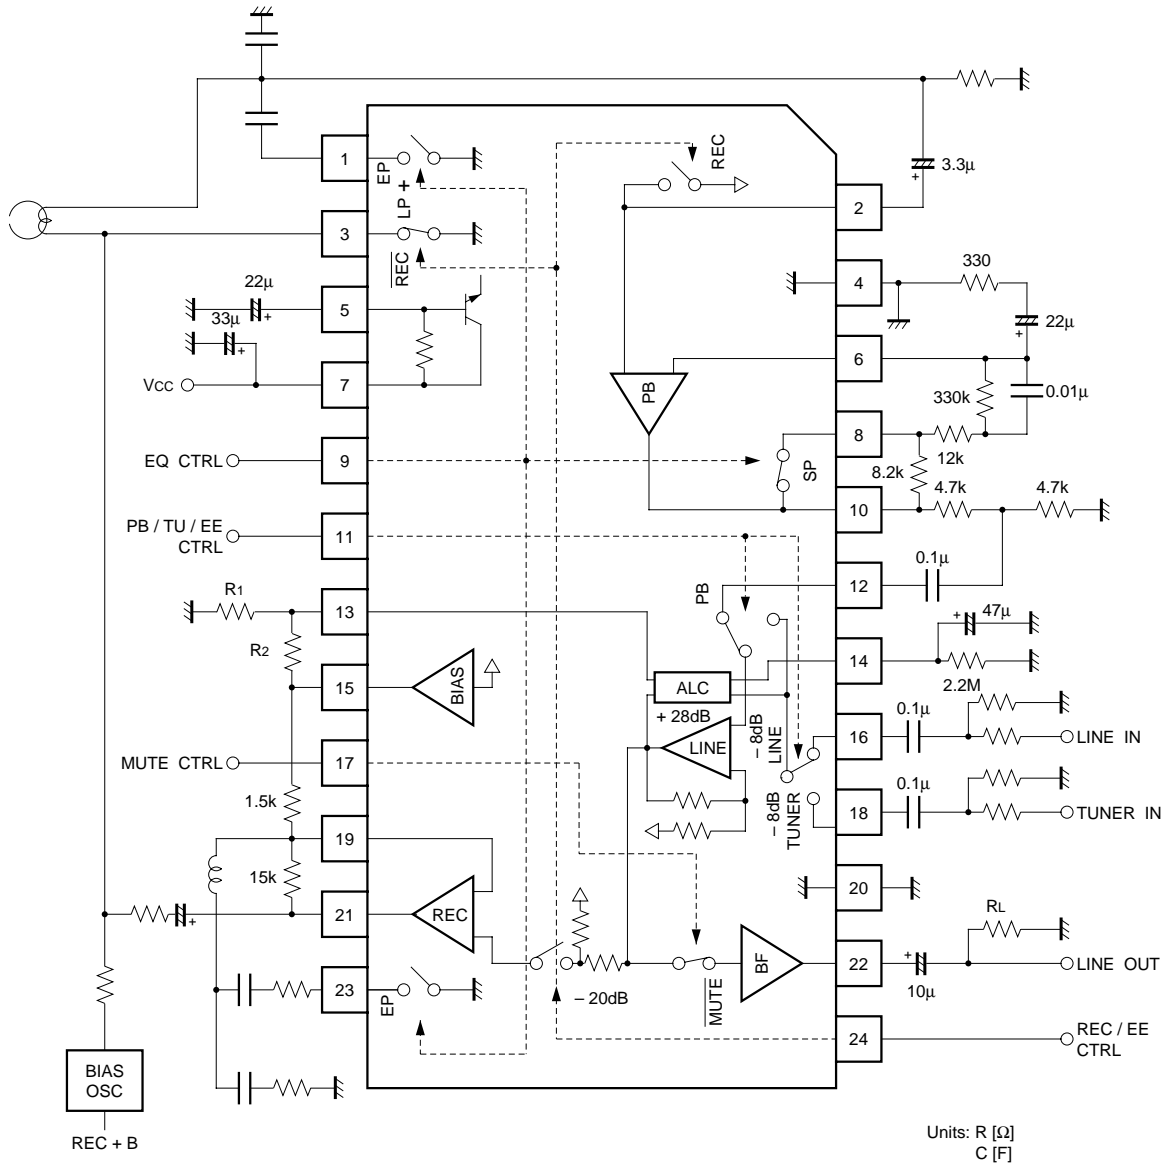 1
EP
LP +
REC
2
3.3μ
3
REC
4
330
22μ
5
33μ
22μ
VCC
7
6
PB
330k
0.01μ
EQ CTRL
9
SP
8
8.2k
12k
4.7k
4.7k
10
PB / TU / EE
CTRL
11
0.1μ
12
PB
R1
13
47μ
R2
14
ALC
2.2M
15
BIAS
+ 28dB
LINE
– 8dB
LINE
0.1μ
16
LINE IN
MUTE CTRL
17
0.1μ
1.5k
– 8dB
TUNER
18
TUNER IN
19
15k
20
21
REC
RL
BF
22
LINE OUT
10μ
23
EP
– 20dB
MUTE
24
REC / EE
CTRL
BIAS
OSC
REC + B
Units: R [Ω]
C [F]